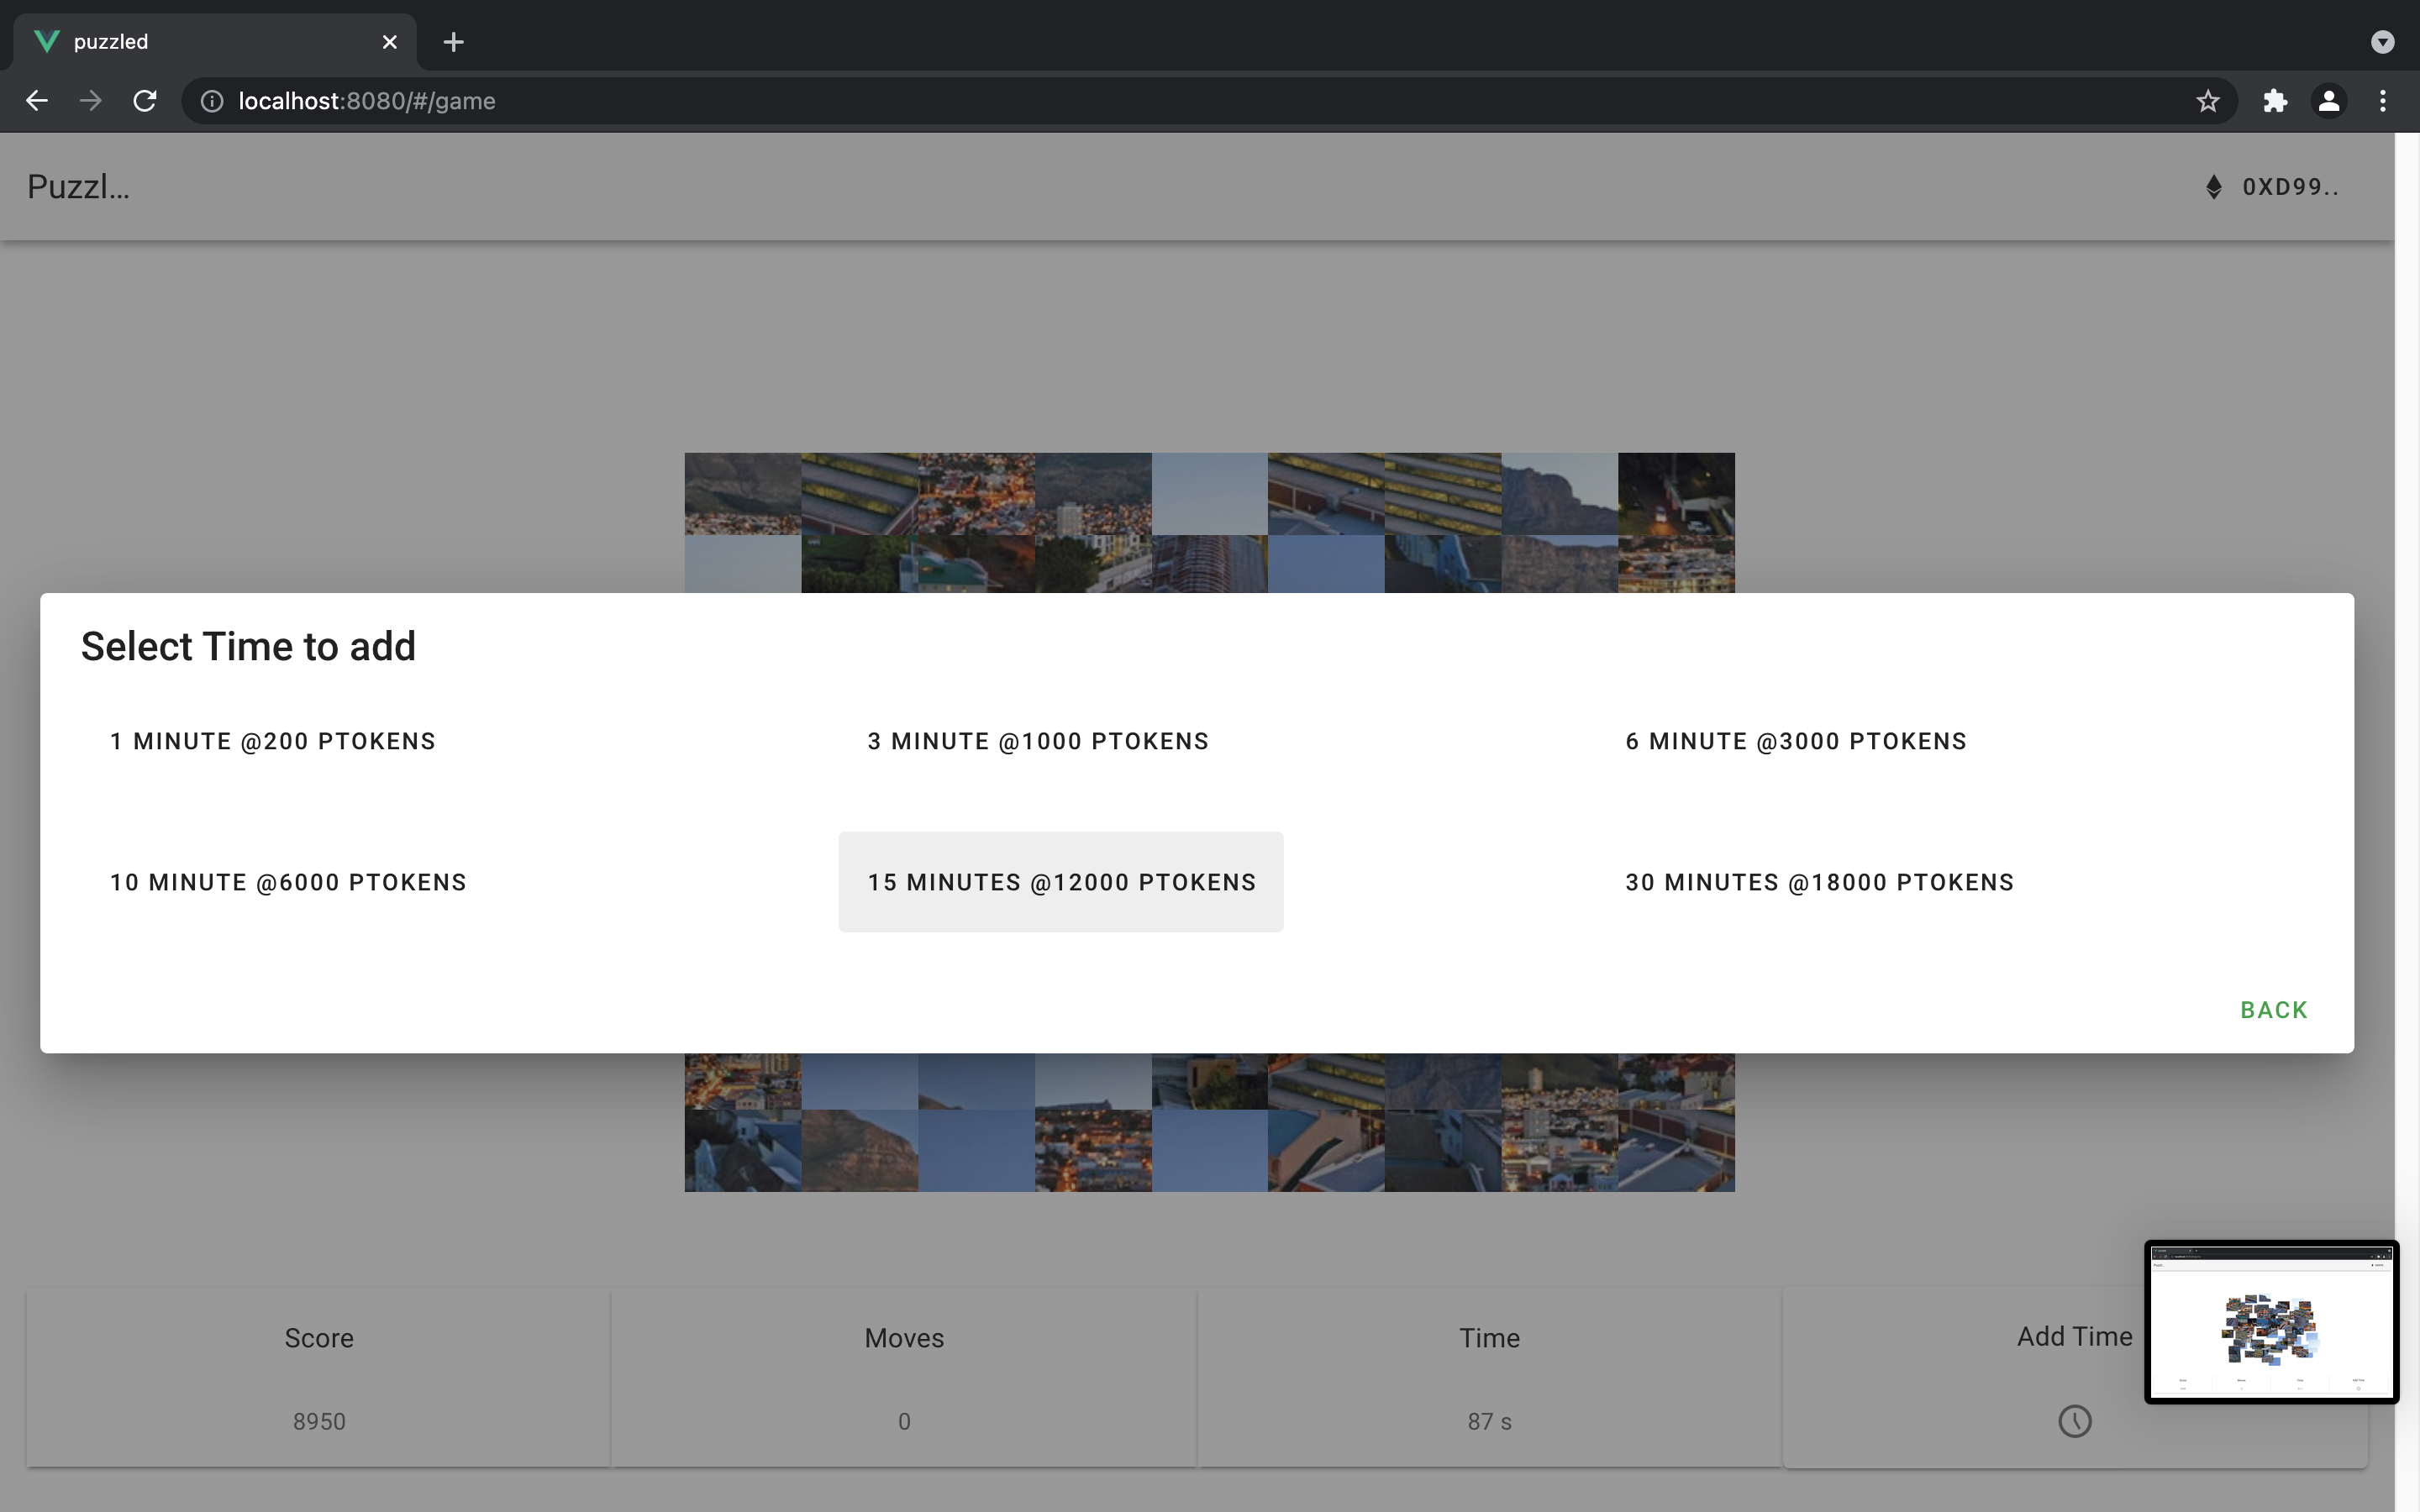 puzzled
localhost:8080/#/game
Puzzl...
0XD99..
Select Time to add
1 MINUTE @200 PTOKENS
3 MINUTE @1000 PTOKENS
6 MINUTE @3000 PTOKENS
10 MINUTE @6000 PTOKENS
15 MINUTES @12000 PTOKENS
30 MINUTES @18000 PTOKENS
BACK
Score
Moves
Time
Add Time
8950
0
87 s